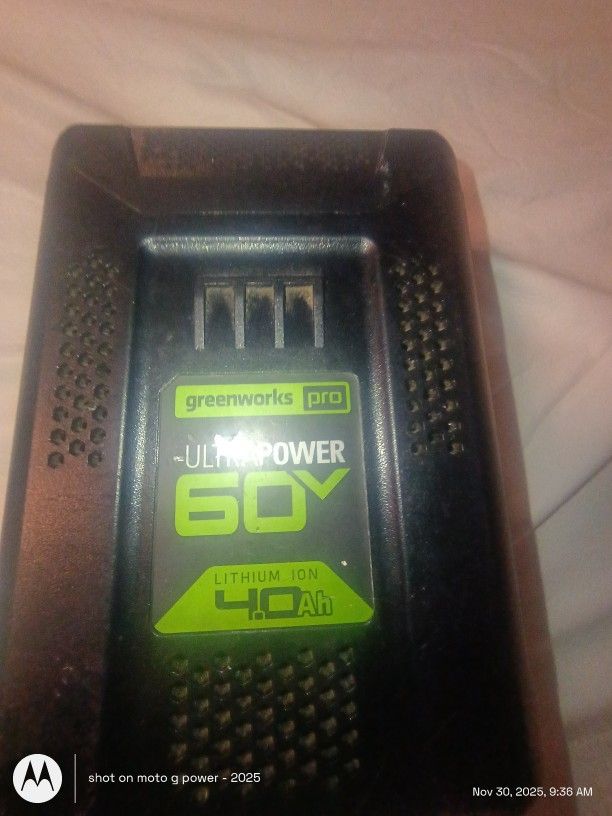 greenworks pro
ULTRAPOWER
60V
LITHIUM ION
4.0Ah
shot on moto g power - 2025
Nov 30, 2025, 9:36 AM